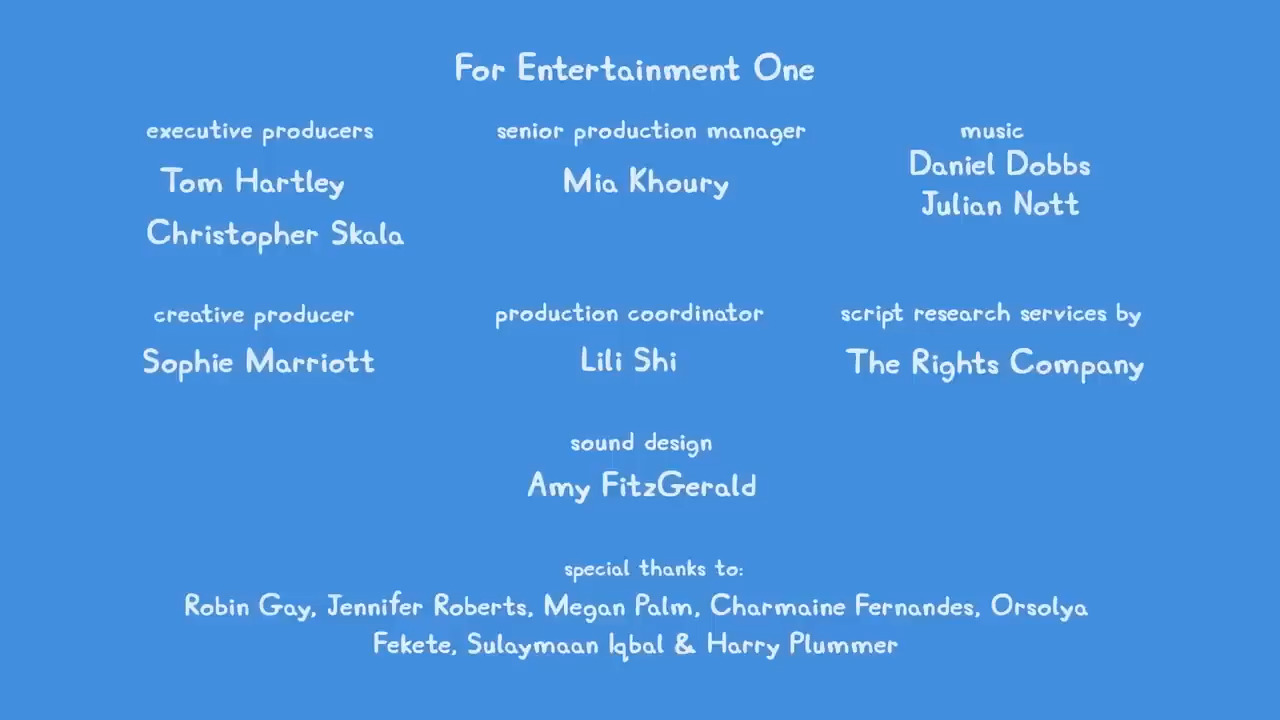 For Entertainment One
executive producers
Tom Hartley
Christopher Skala
senior production manager
Mia Khoury
music
Daniel Dobbs
Julian Nott
creative producer
Sophie Marriott
production coordinator
Lili Shi
script research services by
The Rights Company
sound design
Amy FitzGerald
special thanks to:
Robin Gay, Jennifer Roberts, Megan Palm, Charmaine Fernandes, Orsolya
Fekete, Sulaymaan Iqbal & Harry Plummer